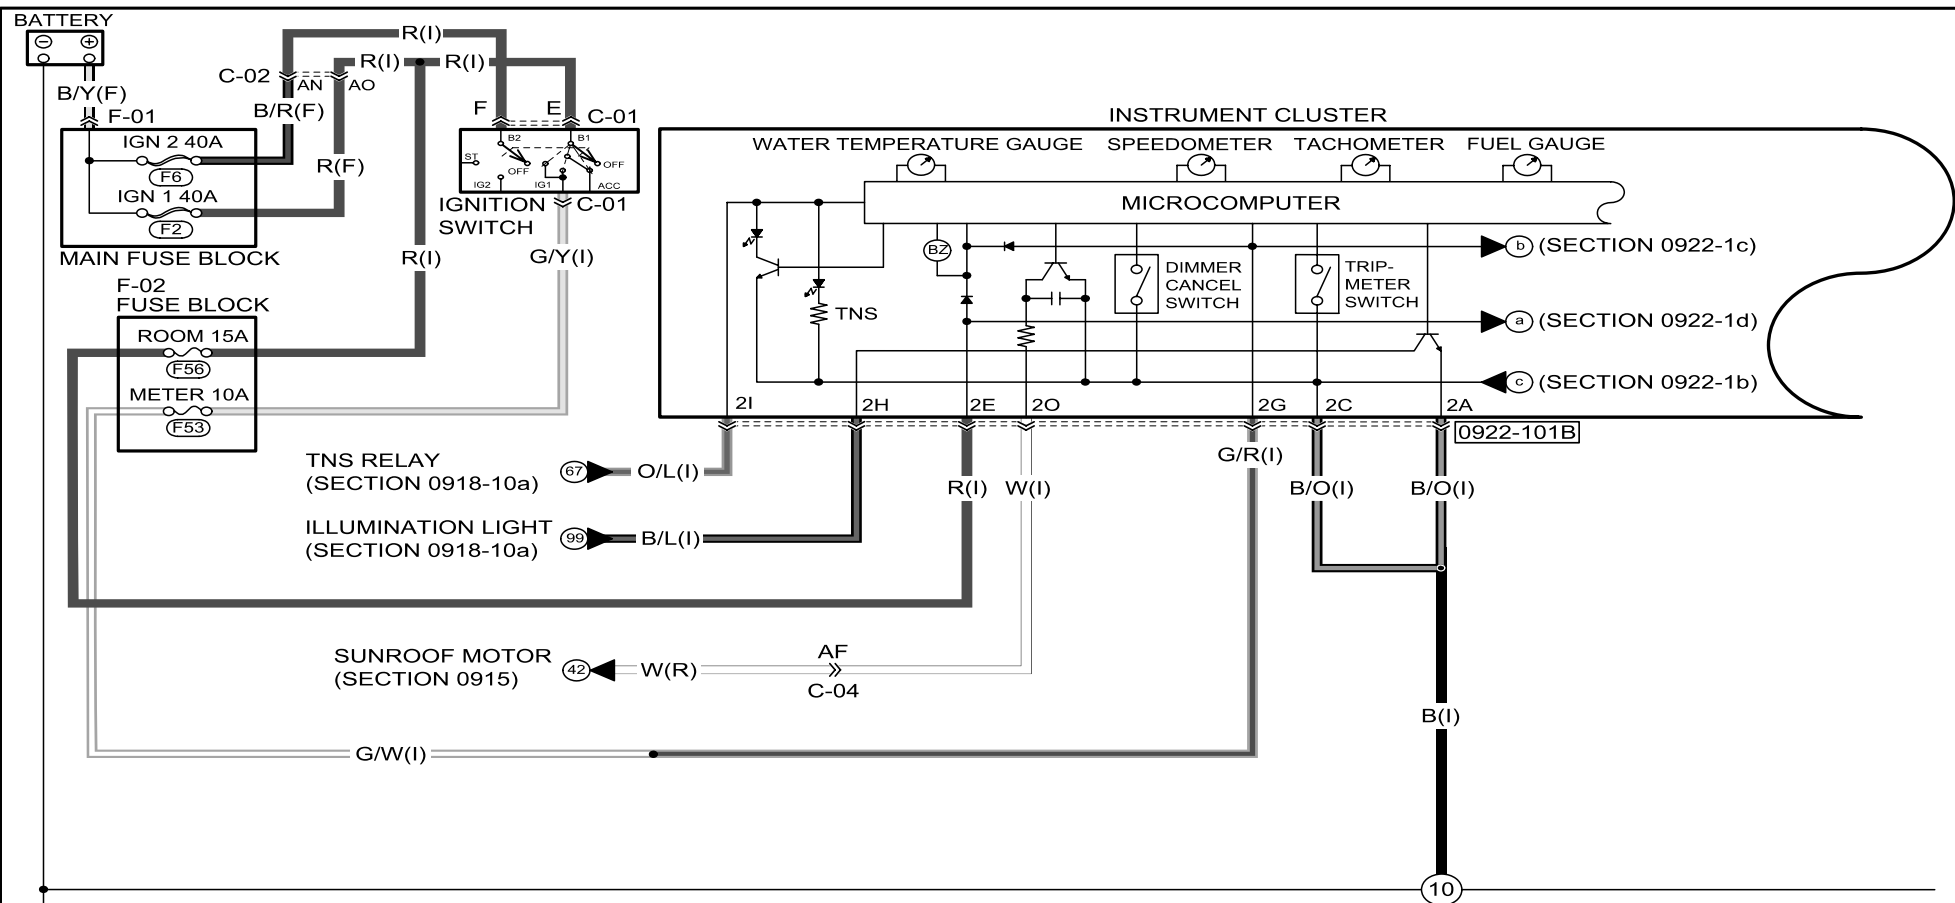 BATTERY
B/Y(F)
F-01
C-02
AN
AO
B/R(F)
R(I)
R(I)
R(I)
R(F)
F
E
C-01
IGN 2 40A
F6
IGN 1 40A
F2
MAIN FUSE BLOCK
B2
B1
ST
OFF
OFF
IG2
IG1
ACC
C-01
IGNITION
SWITCH
R(I)
G/Y(I)
F-02
FUSE BLOCK
ROOM 15A
F56
METER 10A
F53
INSTRUMENT CLUSTER
WATER TEMPERATURE GAUGE
SPEEDOMETER
TACHOMETER
FUEL GAUGE
MICROCOMPUTER
BZ
TNS
DIMMER
CANCEL
SWITCH
TRIP-
METER
SWITCH
b
(SECTION 0922-1c)
a
(SECTION 0922-1d)
c
(SECTION 0922-1b)
2I
2H
2E
2O
2G
2C
2A
0922-101B
TNS RELAY
(SECTION 0918-10a)
67
O/L(I)
ILLUMINATION LIGHT
(SECTION 0918-10a)
99
B/L(I)
R(I)
W(I)
G/R(I)
B/O(I)
B/O(I)
SUNROOF MOTOR
(SECTION 0915)
42
W(R)
AF
C-04
B(I)
G/W(I)
10